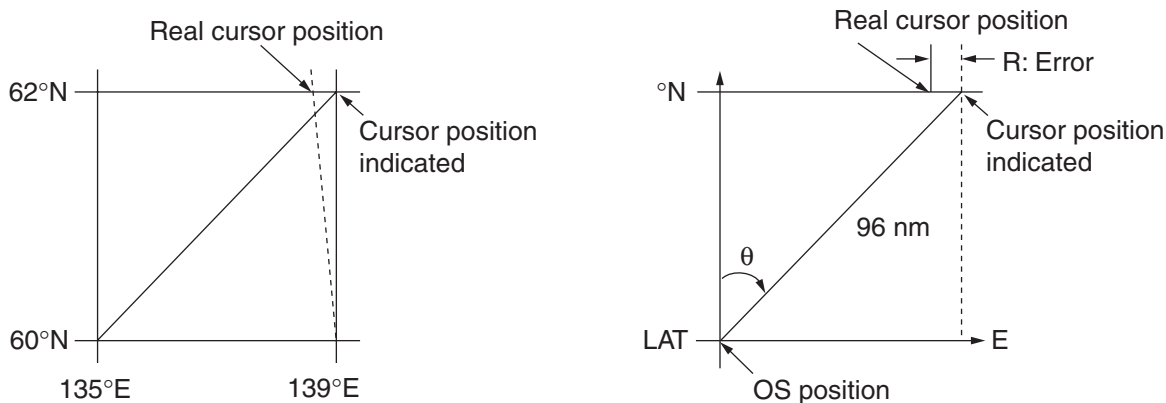 Real cursor position
62°N
Cursor position
indicated
60°N
135°E
139°E
Real cursor position
R: Error
°N
Cursor position
indicated
96 nm
θ
LAT
E
OS position